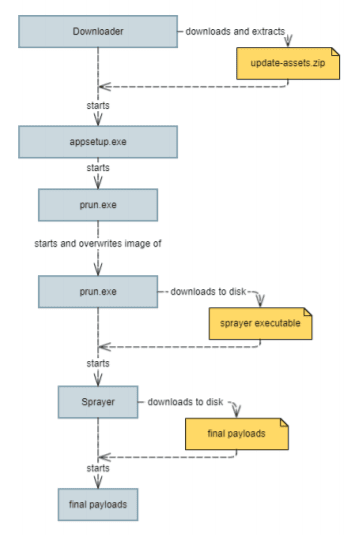 Downloader
downloads and extracts
update-assets.zip
starts
appsetup.exe
starts
prun.exe
starts and overwrites image of
prun.exe
downloads to disk
sprayer executable
starts
Sprayer
downloads to disk
final payloads
starts
final payloads